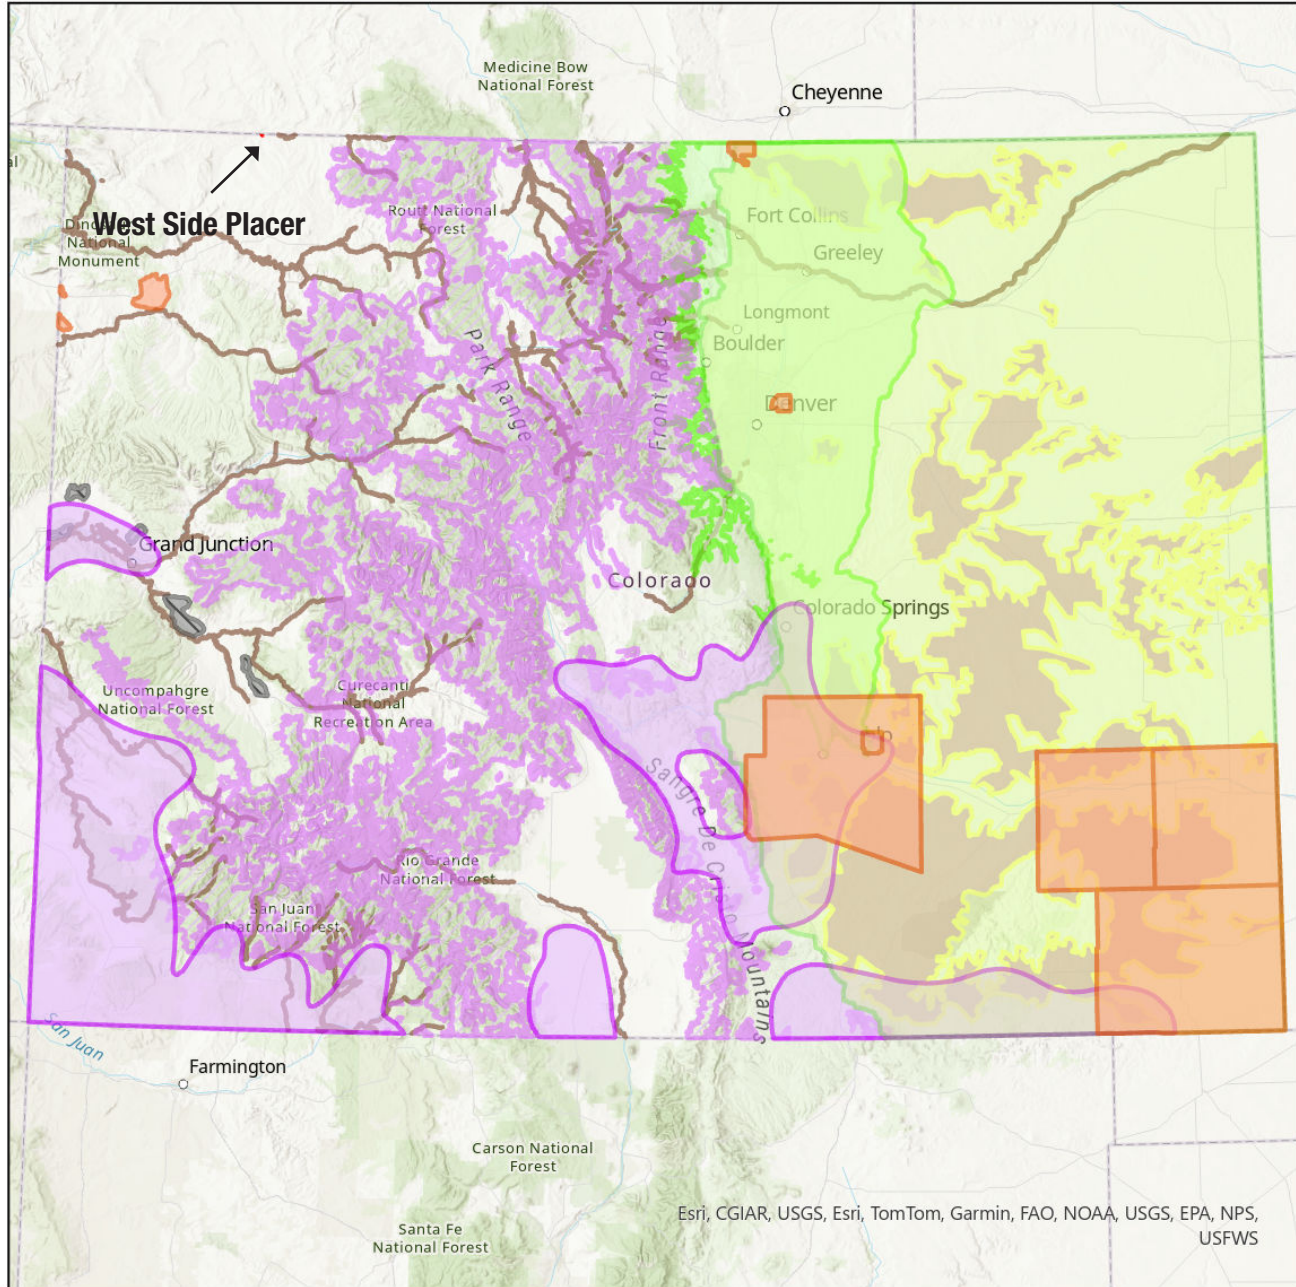 Medicine Bow
National Forest
Cheyenne
al
West Side Placer
Routt National
Forest
National
Monument
Fort Collins
Greeley
Longmont
Boulder
Park Range
Front Range
Denver
Grand Junction
Colorado
Colorado Springs
Uncompahgre
National Forest
Curecanti
National
Recreation Area
Sangre De Cristo Mountains
Rio Grande
National Forest
San Juan
National Forest
San Juan
Farmington
Carson National
Forest
Santa Fe
National Forest
Esri, CGIAR, USGS, Esri, TomTom, Garmin, FAO, NOAA, USGS, EPA, NPS,
USFWS